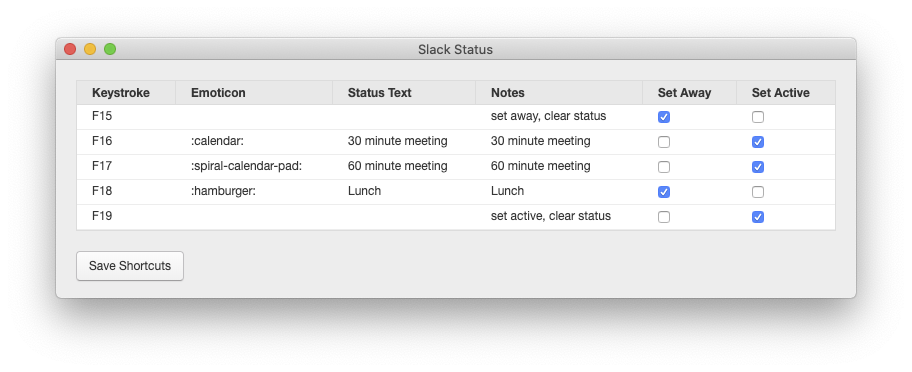 Slack Status
Keystroke Emoticon Status Text Notes Set Away Set Active
F15 set away, clear status
F16 :calendar: 30 minute meeting 30 minute meeting
F17 :spiral-calendar-pad: 60 minute meeting 60 minute meeting
F18 :hamburger: Lunch Lunch
F19 set active, clear status
Save Shortcuts